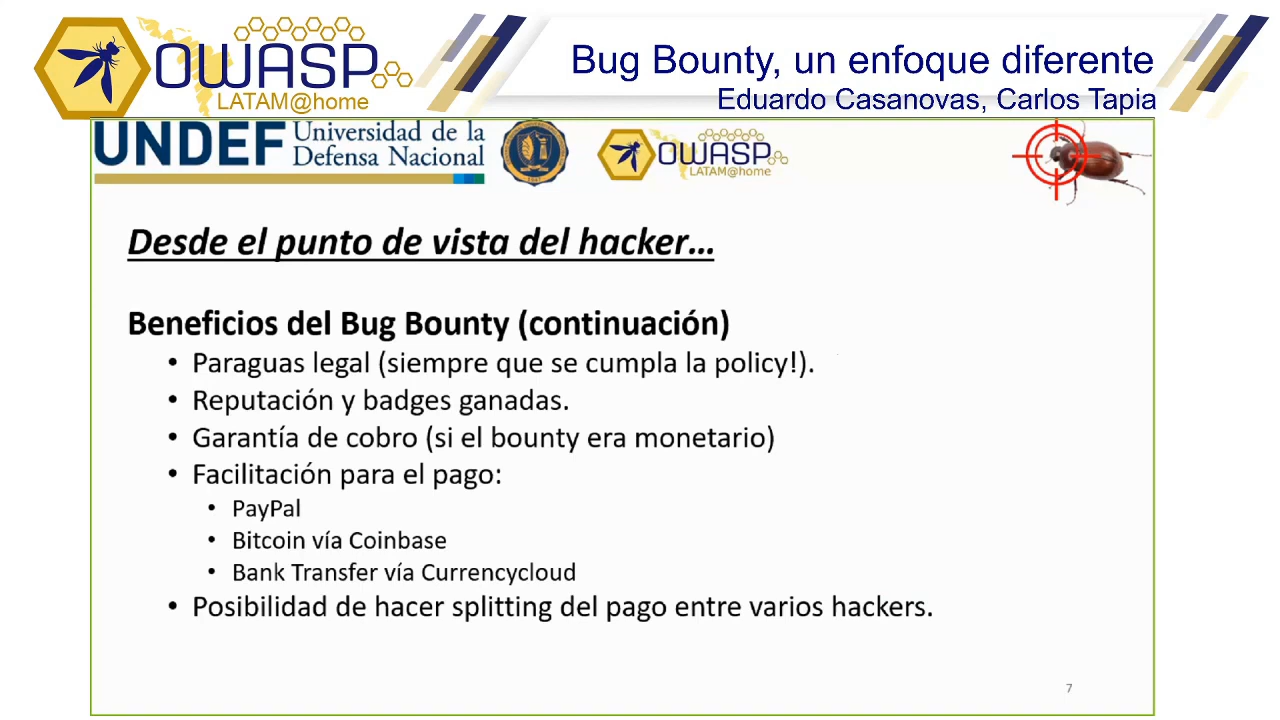 OWASP
LATAM@home
Bug Bounty, un enfoque diferente
Eduardo Casanovas, Carlos Tapia
UNDEF
Universidad de la
Defensa Nacional
OWASP
LATAM@home
Desde el punto de vista del hacker…
Beneficios del Bug Bounty (continuación)
• Paraguas legal (siempre que se cumpla la policy!).
• Reputación y badges ganadas.
• Garantía de cobro (si el bounty era monetario)
• Facilitación para el pago:
• PayPal
• Bitcoin vía Coinbase
• Bank Transfer vía Currencycloud
• Posibilidad de hacer splitting del pago entre varios hackers.
7